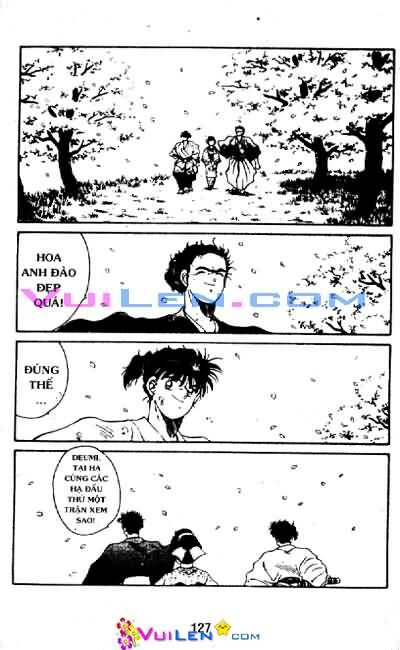 HOA
ANH ĐÀO
ĐẸP
QUÁ!
VUILEN.COM
ĐÚNG
THẾ
...
DEUMI,
TẠI HẠ
CÙNG CÁC
HẠ ĐẤU
THỬ MỘT
TRẬN XEM
SAO!
127
VUILEN.COM